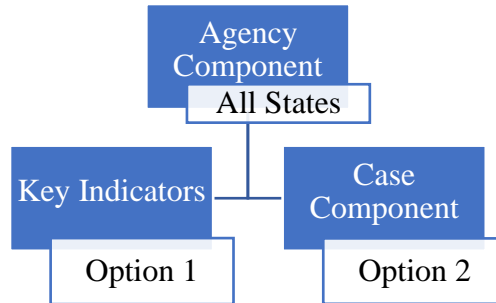 Agency
Component
All States
Key Indicators
Option 1
Case
Component
Option 2